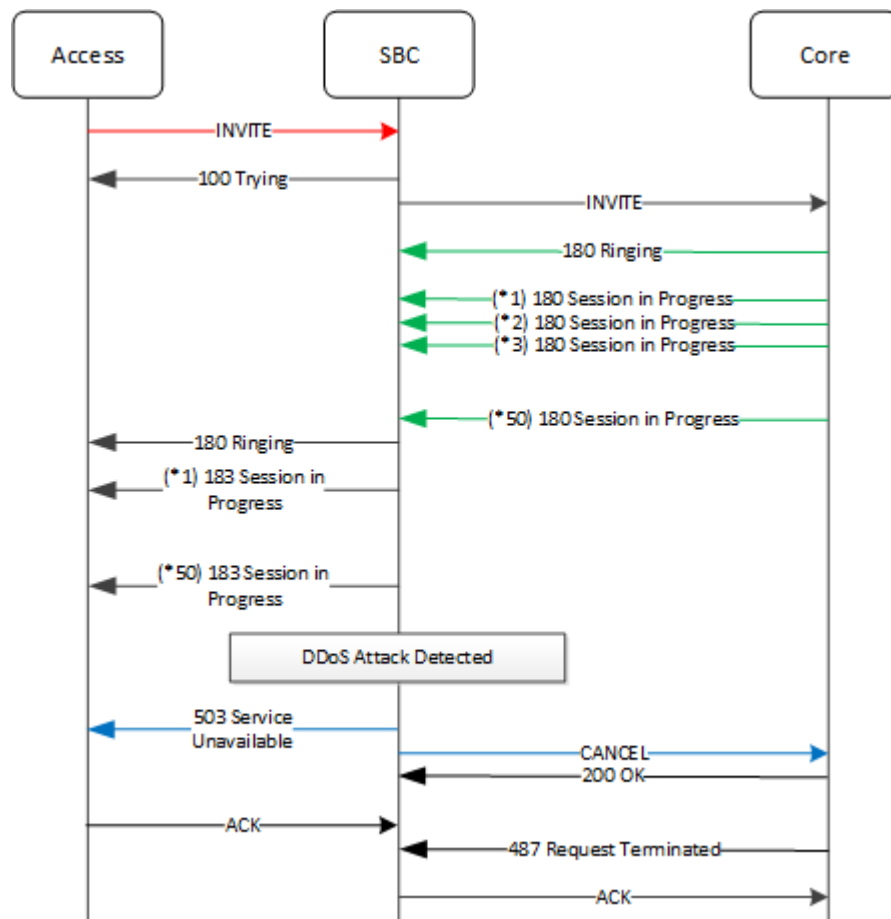 Access
SBC
Core
INVITE
100 Trying
INVITE
180 Ringing
(*1) 180 Session in Progress
(*2) 180 Session in Progress
(*3) 180 Session in Progress
(*50) 180 Session in Progress
180 Ringing
(*1) 183 Session in
Progress
(*50) 183 Session in
Progress
DDoS Attack Detected
503 Service
Unavailable
CANCEL
200 OK
ACK
487 Request Terminated
ACK